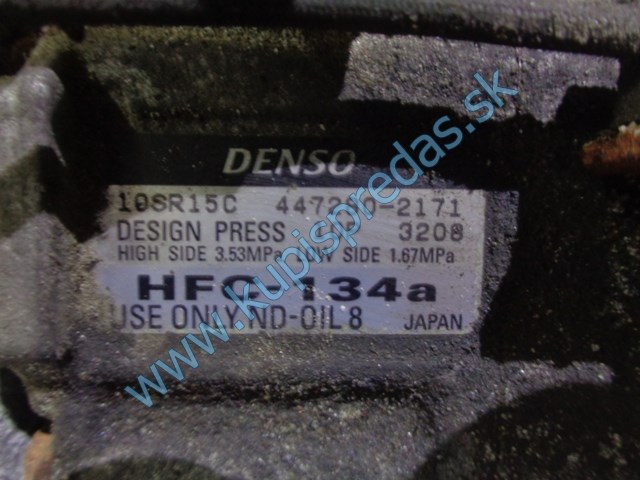 DENSO
10SR15C 447220-2171
DESIGN PRESS 3208
HIGH SIDE 3.53MPa LOW SIDE 1.67MPa
HFC-134a
USE ONLY ND-OIL 8 JAPAN
www.kupispredas.sk